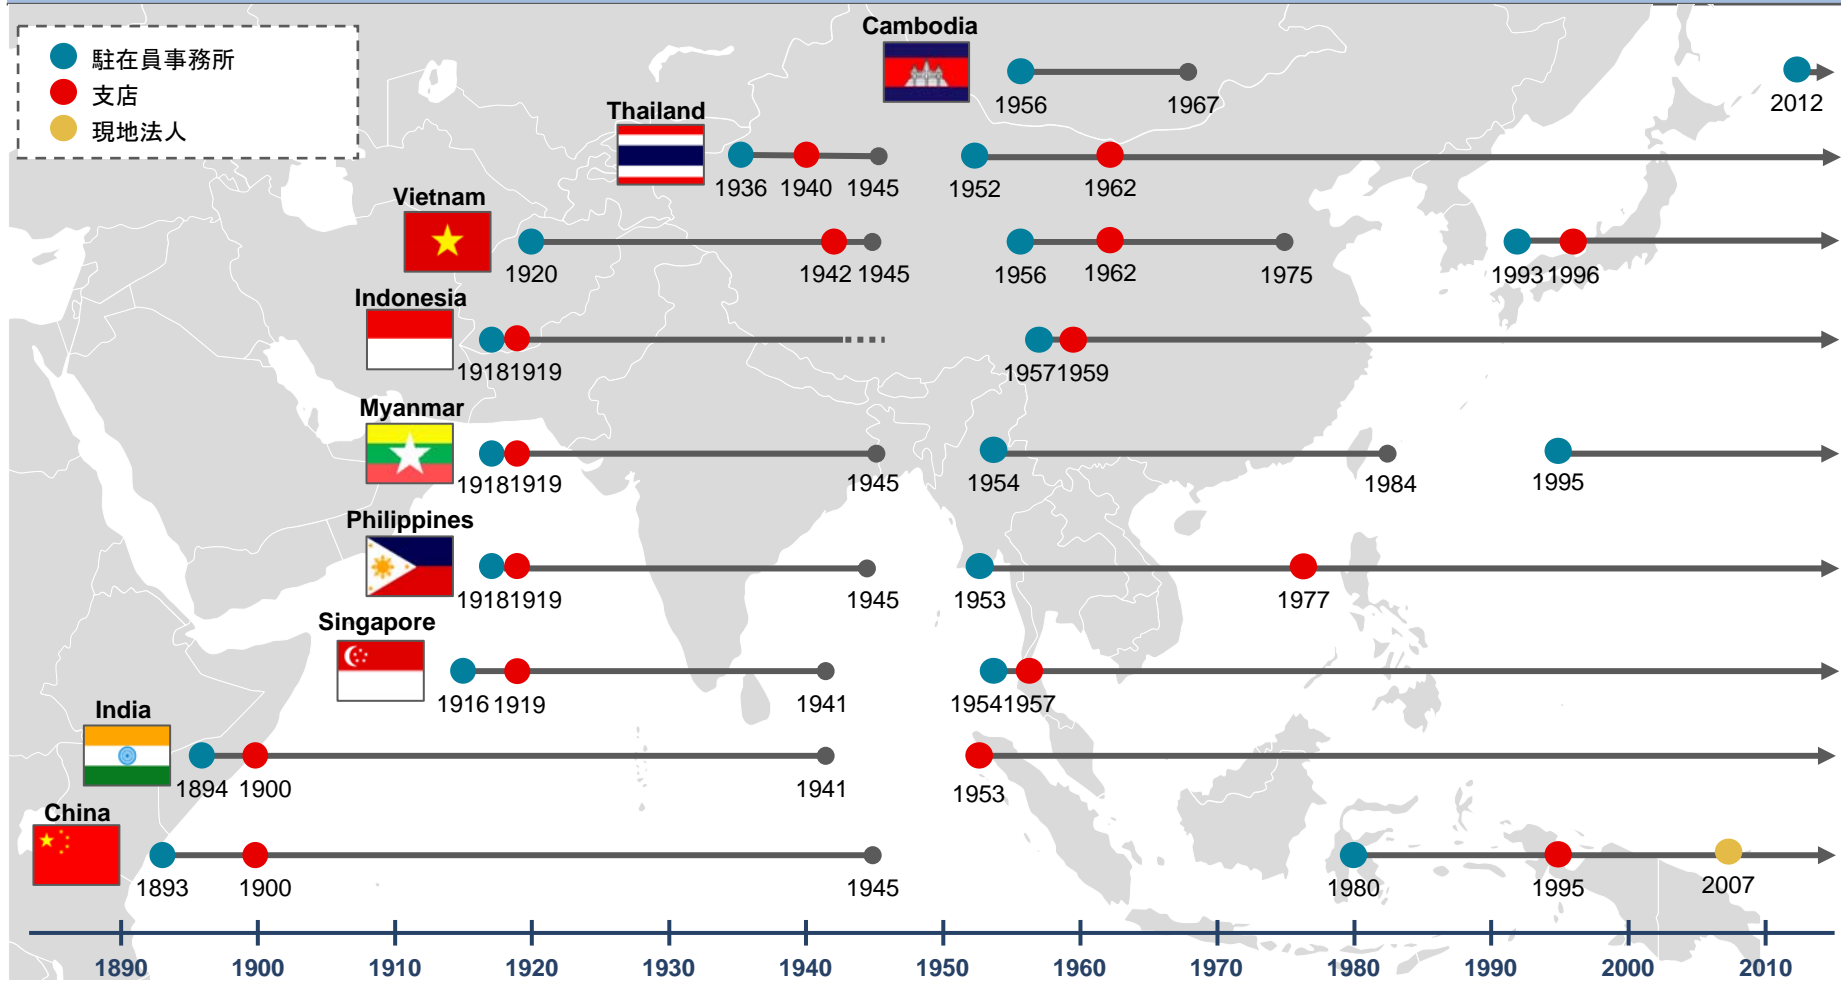 駐在員事務所
支店
現地法人
Cambodia
1956 1967 2012
Thailand
1936 1940 1945 1952 1962
Vietnam
1920 1942 1945 1956 1962 1975 1993 1996
Indonesia
1918 1919 1957 1959
Myanmar
1918 1919 1945 1954 1984 1995
Philippines
1918 1919 1945 1953 1977
Singapore
1916 1919 1941 1954 1957
India
1894 1900 1941 1953
China
1893 1900 1945 1980 1995 2007
1890 1900 1910 1920 1930 1940 1950 1960 1970 1980 1990 2000 2010